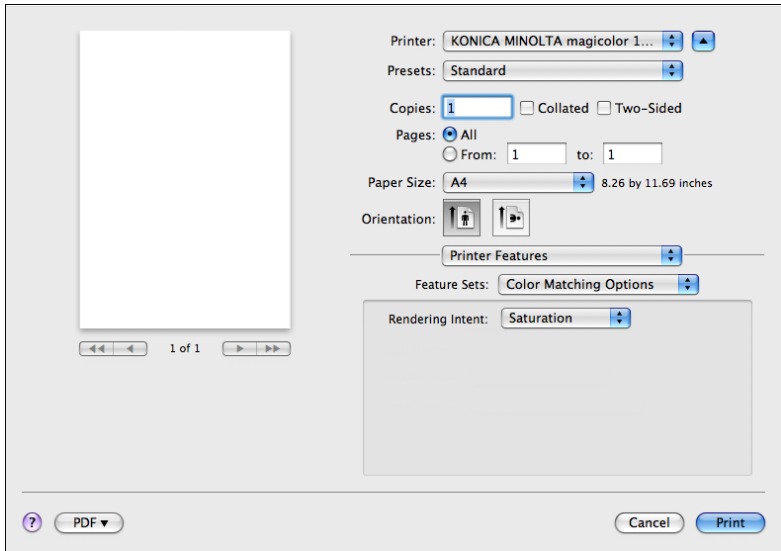 Printer: KONICA MINOLTA magicolor 1...
Presets: Standard
Copies: 1 Collated Two-Sided
Pages: All
From: 1 to: 1
Paper Size: A4 8.26 by 11.69 inches
Orientation:
Printer Features
Feature Sets: Color Matching Options
Rendering Intent: Saturation
1 of 1
? PDF ▼ Cancel Print